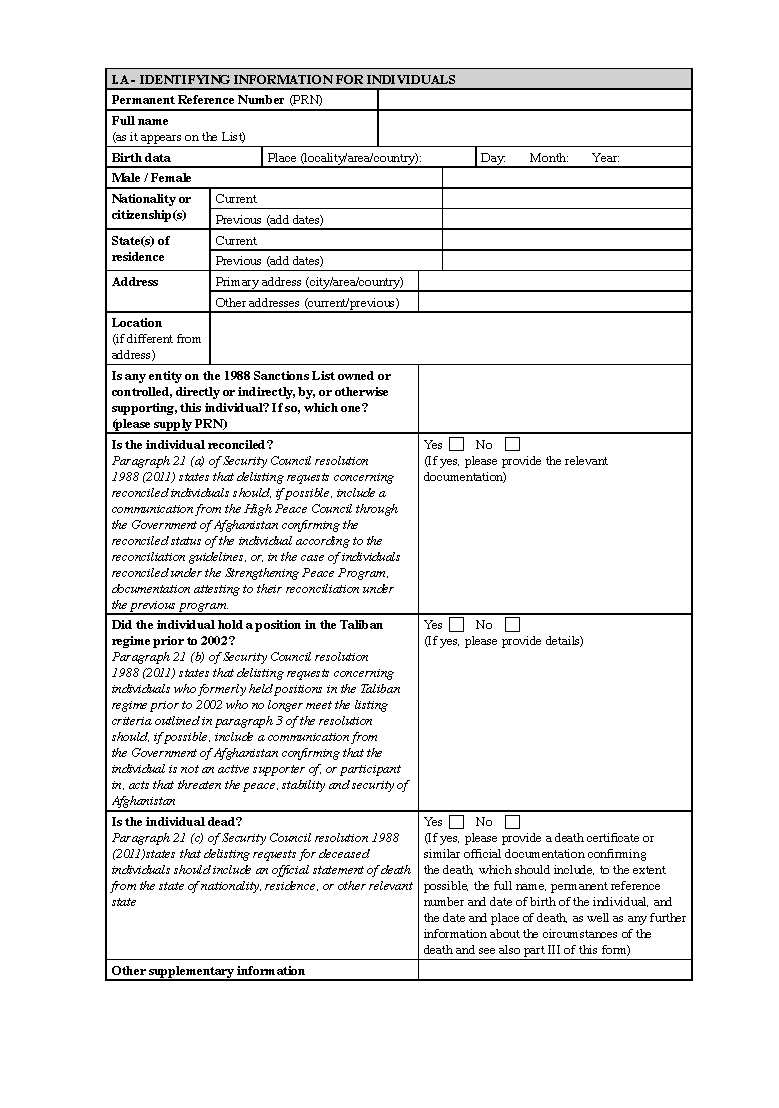 I.A - IDENTIFYING INFORMATION FOR INDIVIDUALS
Permanent Reference Number (PRN)
Full name
(as it appears on the List)
Birth data Place (locality/area/country): Day: Month: Year:
Male / Female
Nationality or citizenship(s)
Current
Previous (add dates)
State(s) of residence
Current
Previous (add dates)
Address
Primary address (city/area/country)
Other addresses (current/previous)
Location
(if different from
address)
Is any entity on the 1988 Sanctions List owned or
controlled, directly or indirectly, by, or otherwise
supporting, this individual? If so, which one?
(please supply PRN)
Is the individual reconciled?
Paragraph 21 (a) of Security Council resolution
1988 (2011) states that delisting requests concerning
reconciled individuals should, if possible, include a
communication from the High Peace Council through
the Government of Afghanistan confirming the
reconciled status of the individual according to the
reconciliation guidelines, or, in the case of individuals
reconciled under the Strengthening Peace Program,
documentation attesting to their reconciliation under
the previous program.
Yes No
(If yes, please provide the relevant
documentation)
Did the individual hold a position in the Taliban
regime prior to 2002?
Paragraph 21 (b) of Security Council resolution
1988 (2011) states that delisting requests concerning
individuals who formerly held positions in the Taliban
regime prior to 2002 who no longer meet the listing
criteria outlined in paragraph 3 of the resolution
should, if possible, include a communication from
the Government of Afghanistan confirming that the
individual is not an active supporter of, or participant
in, acts that threaten the peace, stability and security of
Afghanistan
Yes No
(If yes, please provide details)
Is the individual dead?
Paragraph 21 (c) of Security Council resolution 1988
(2011)states that delisting requests for deceased
individuals should include an official statement of death
from the state of nationality, residence, or other relevant
state
Yes No
(If yes, please provide a death certificate or
similar official documentation confirming
the death, which should include, to the extent
possible, the full name, permanent reference
number and date of birth of the individual, and
the date and place of death, as well as any further
information about the circumstances of the
death and see also part III of this form)
Other supplementary information